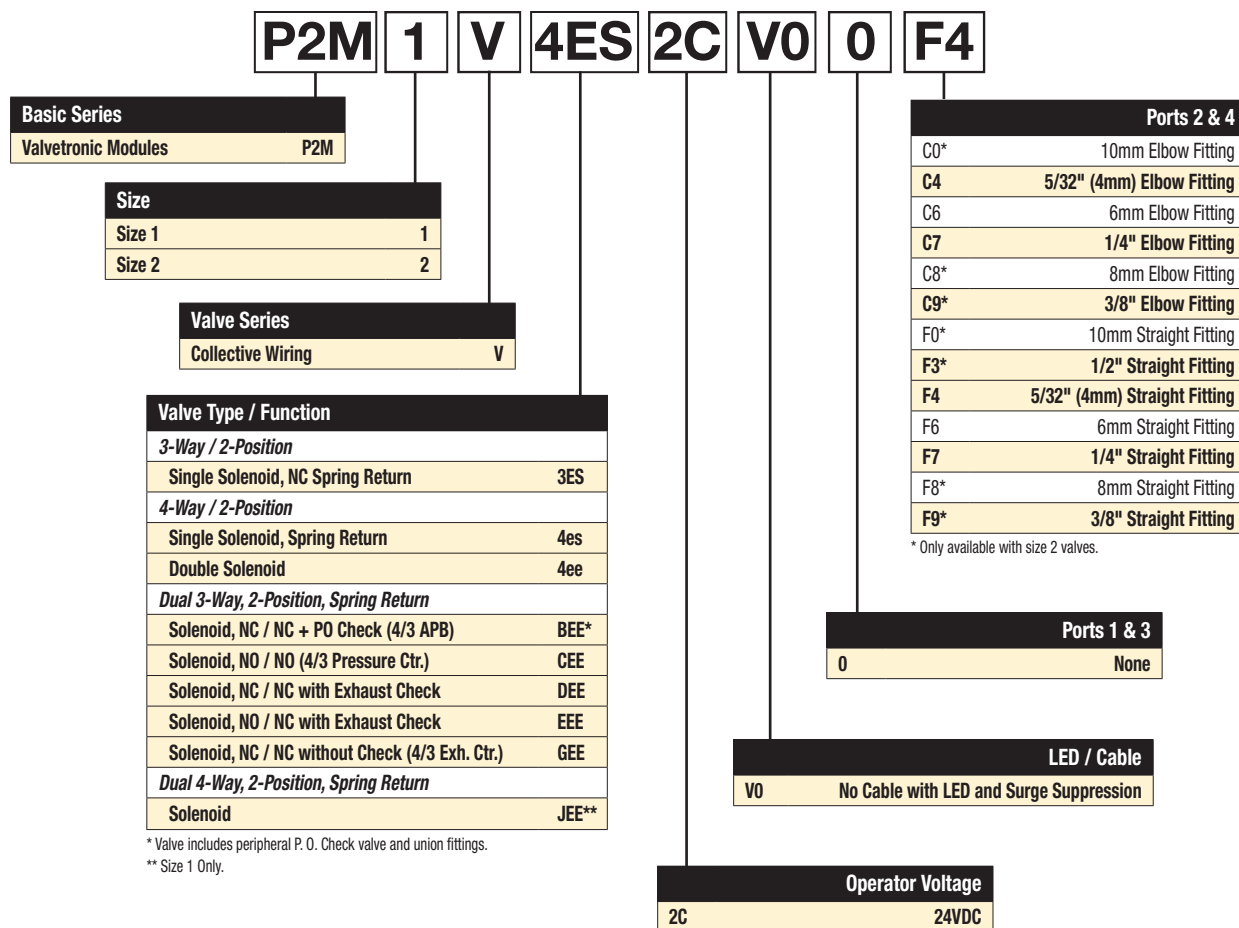 P2M 1 V 4ES 2C V0 0 F4
Basic Series
Valvetronic Modules P2M
Size
Size 1 1
Size 2 2
Valve Series
Collective Wiring V
Valve Type / Function
3-Way / 2-Position
Single Solenoid, NC Spring Return 3ES
4-Way / 2-Position
Single Solenoid, Spring Return 4es
Double Solenoid 4ee
Dual 3-Way, 2-Position, Spring Return
Solenoid, NC / NC + PO Check (4/3 APB) BEE*
Solenoid, NO / NO (4/3 Pressure Ctr.) CEE
Solenoid, NC / NC with Exhaust Check DEE
Solenoid, NO / NC with Exhaust Check EEE
Solenoid, NC / NC without Check (4/3 Exh. Ctr.) GEE
Dual 4-Way, 2-Position, Spring Return
Solenoid JEE**
* Valve includes peripheral P. O. Check valve and union fittings.
** Size 1 Only.
Ports 2 & 4
C0* 10mm Elbow Fitting
C4 5/32" (4mm) Elbow Fitting
C6 6mm Elbow Fitting
C7 1/4" Elbow Fitting
C8* 8mm Elbow Fitting
C9* 3/8" Elbow Fitting
F0* 10mm Straight Fitting
F3* 1/2" Straight Fitting
F4 5/32" (4mm) Straight Fitting
F6 6mm Straight Fitting
F7 1/4" Straight Fitting
F8* 8mm Straight Fitting
F9* 3/8" Straight Fitting
* Only available with size 2 valves.
Ports 1 & 3
0 None
LED / Cable
V0 No Cable with LED and Surge Suppression
Operator Voltage
2C 24VDC